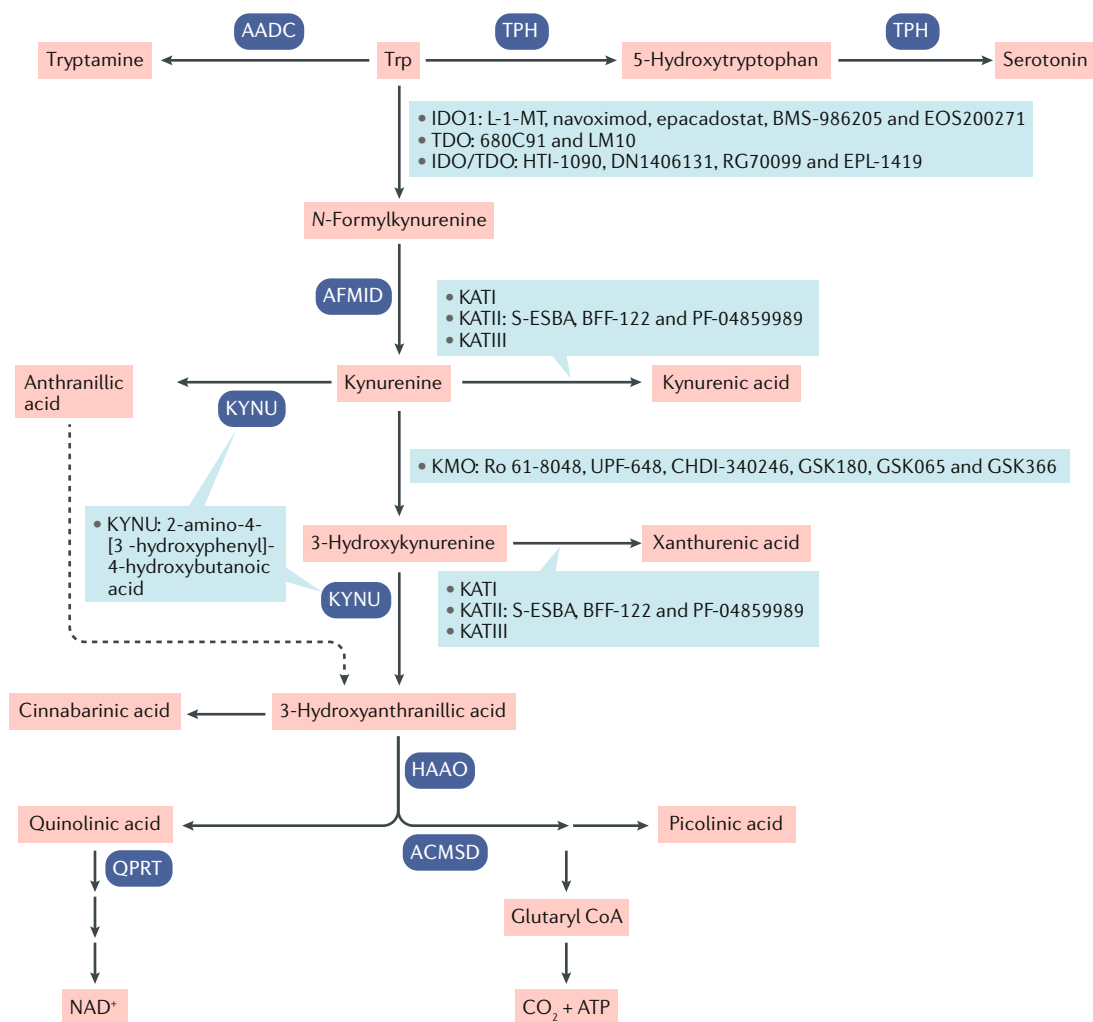 AADC
TPH
TPH
Tryptamine
Trp
5-Hydroxytryptophan
Serotonin
• IDO1: L-1-MT, navoximod, epacadostat, BMS-986205 and EOS200271
• TDO: 680C91 and LM10
• IDO/TDO: HTI-1090, DN1406131, RG70099 and EPL-1419
N-Formylkynurenine
AFMID
• KATI
• KATII: S-ESBA, BFF-122 and PF-04859989
• KATIII
Anthranillic
acid
Kynurenine
Kynurenic acid
KYNU
• KMO: Ro 61-8048, UPF-648, CHDI-340246, GSK180, GSK065 and GSK366
• KYNU: 2-amino-4-
[3 -hydroxyphenyl]-
4-hydroxybutanoic
acid
3-Hydroxykynurenine
Xanthurenic acid
KYNU
• KATI
• KATII: S-ESBA, BFF-122 and PF-04859989
• KATIII
Cinnabarinic acid
3-Hydroxyanthranillic acid
HAAO
Quinolinic acid
Picolinic acid
ACMSD
QPRT
Glutaryl CoA
NAD⁺
CO₂ + ATP